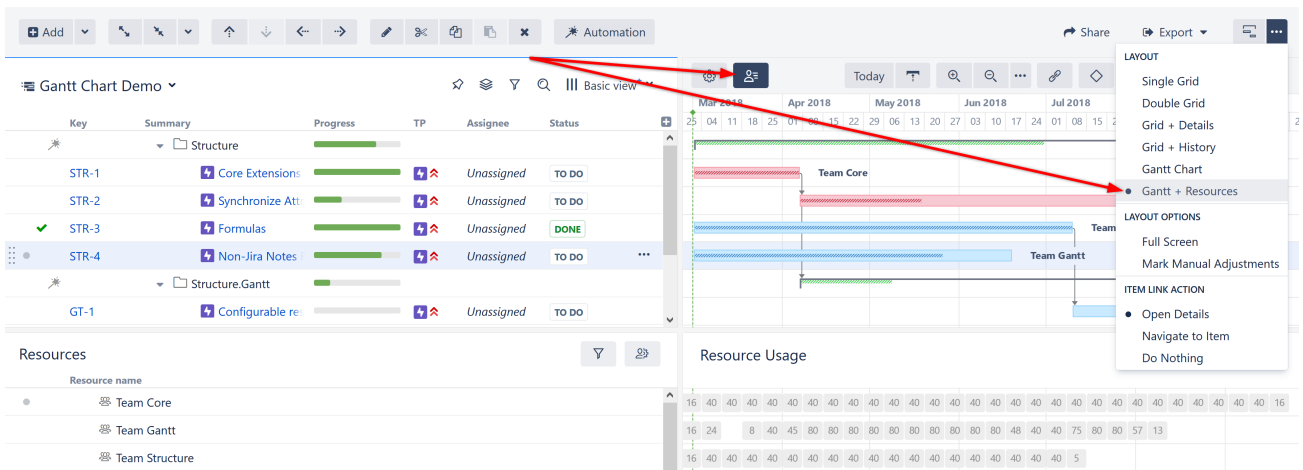 Add Automation Share Export
Gantt Chart Demo Basic view Today
LAYOUT
Single Grid
Double Grid
Grid + Details
Grid + History
Gantt Chart
Gantt + Resources
LAYOUT OPTIONS
Full Screen
Mark Manual Adjustments
ITEM LINK ACTION
Open Details
Navigate to Item
Do Nothing
Mar 2018 Apr 2018 May 2018 Jun 2018 Jul 2018
Key Summary Progress TP Assignee Status
25 04 11 18 25 01 08 15 22 29 06 13 20 27 03 10 17 24 01 08 15
Structure
STR-1 Core Extensions Unassigned TO DO Team Core
STR-2 Synchronize Att Unassigned TO DO
STR-3 Formulas Unassigned DONE Team
STR-4 Non-Jira Notes Unassigned TO DO Team Gantt
Structure.Gantt
GT-1 Configurable re Unassigned TO DO
Resources Resource Usage
Resource name
Team Core 16 40 40 40 40 40 40 40 40 40 40 40 40 40 40 40 40 40 40 40 40 40 40 40 40 40 40 40 40 16
Team Gantt 16 24 8 40 45 80 80 80 80 80 80 80 48 40 40 75 80 80 57 13
Team Structure 16 40 40 40 40 40 40 40 40 40 40 40 40 40 40 40 40 40 40 5